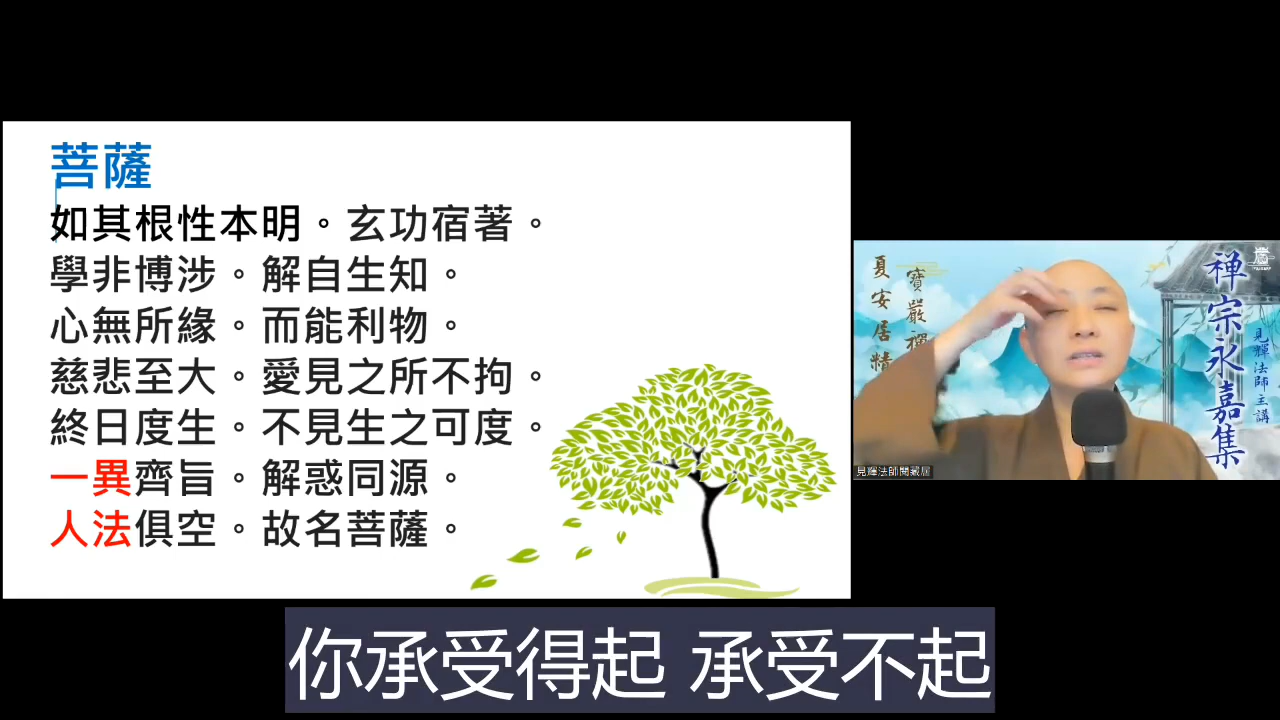 菩薩
如其根性本明。玄功宿著。
學非博涉。解自生知。
心無所緣。而能利物。
慈悲至大。愛見之所不拘。
終日度生。不見生之可度。
一異齊旨。解惑同源。
人法俱空。故名菩薩。
夏安居精
寶嚴禪
禅宗永嘉集
見輝法師主講
見輝法師開藏居
你承受得起 承受不起